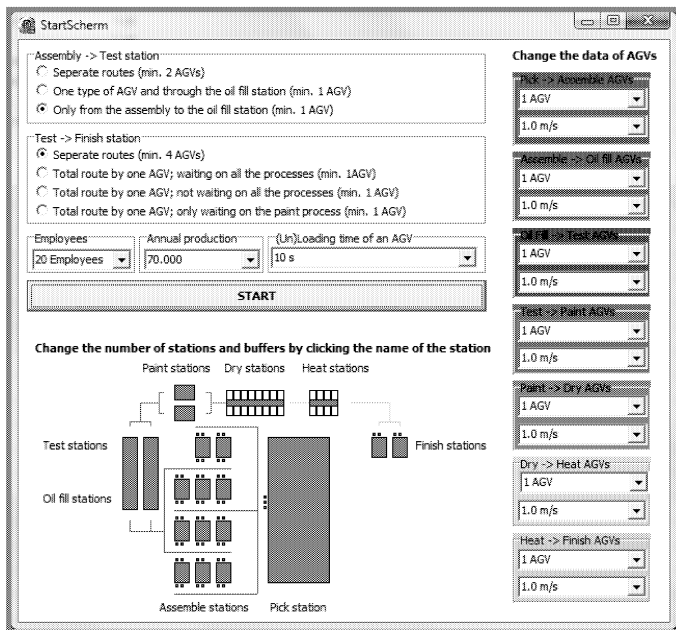 StartScherm
Assembly -> Test station
Seperate routes (min. 2 AGVs)
One type of AGV and through the oil fill station (min. 1 AGV)
Only from the assembly to the oil fill station (min. 1 AGV)
Test -> Finish station
Seperate routes (min. 4 AGVs)
Total route by one AGV; waiting on all the processes (min. 1AGV)
Total route by one AGV; not waiting on all the processes (min. 1 AGV)
Total route by one AGV; only waiting on the paint process (min. 1 AGV)
Employees
20 Employees
Annual production
70.000
(Un)Loading time of an AGV
10 s
START
Change the number of stations and buffers by clicking the name of the station
Paint stations Dry stations Heat stations
Test stations
Finish stations
Oil fill stations
Assemble stations Pick station
Change the data of AGVs
Pick -> Assemble AGVs
1 AGV
1.0 m/s
Assemble -> Oil fill AGVs
1 AGV
1.0 m/s
Oil Fill -> Test AGVs
1 AGV
1.0 m/s
Test -> Paint AGVs
1 AGV
1.0 m/s
Paint -> Dry AGVs
1 AGV
1.0 m/s
Dry -> Heat AGVs
1 AGV
1.0 m/s
Heat -> Finish AGVs
1 AGV
1.0 m/s